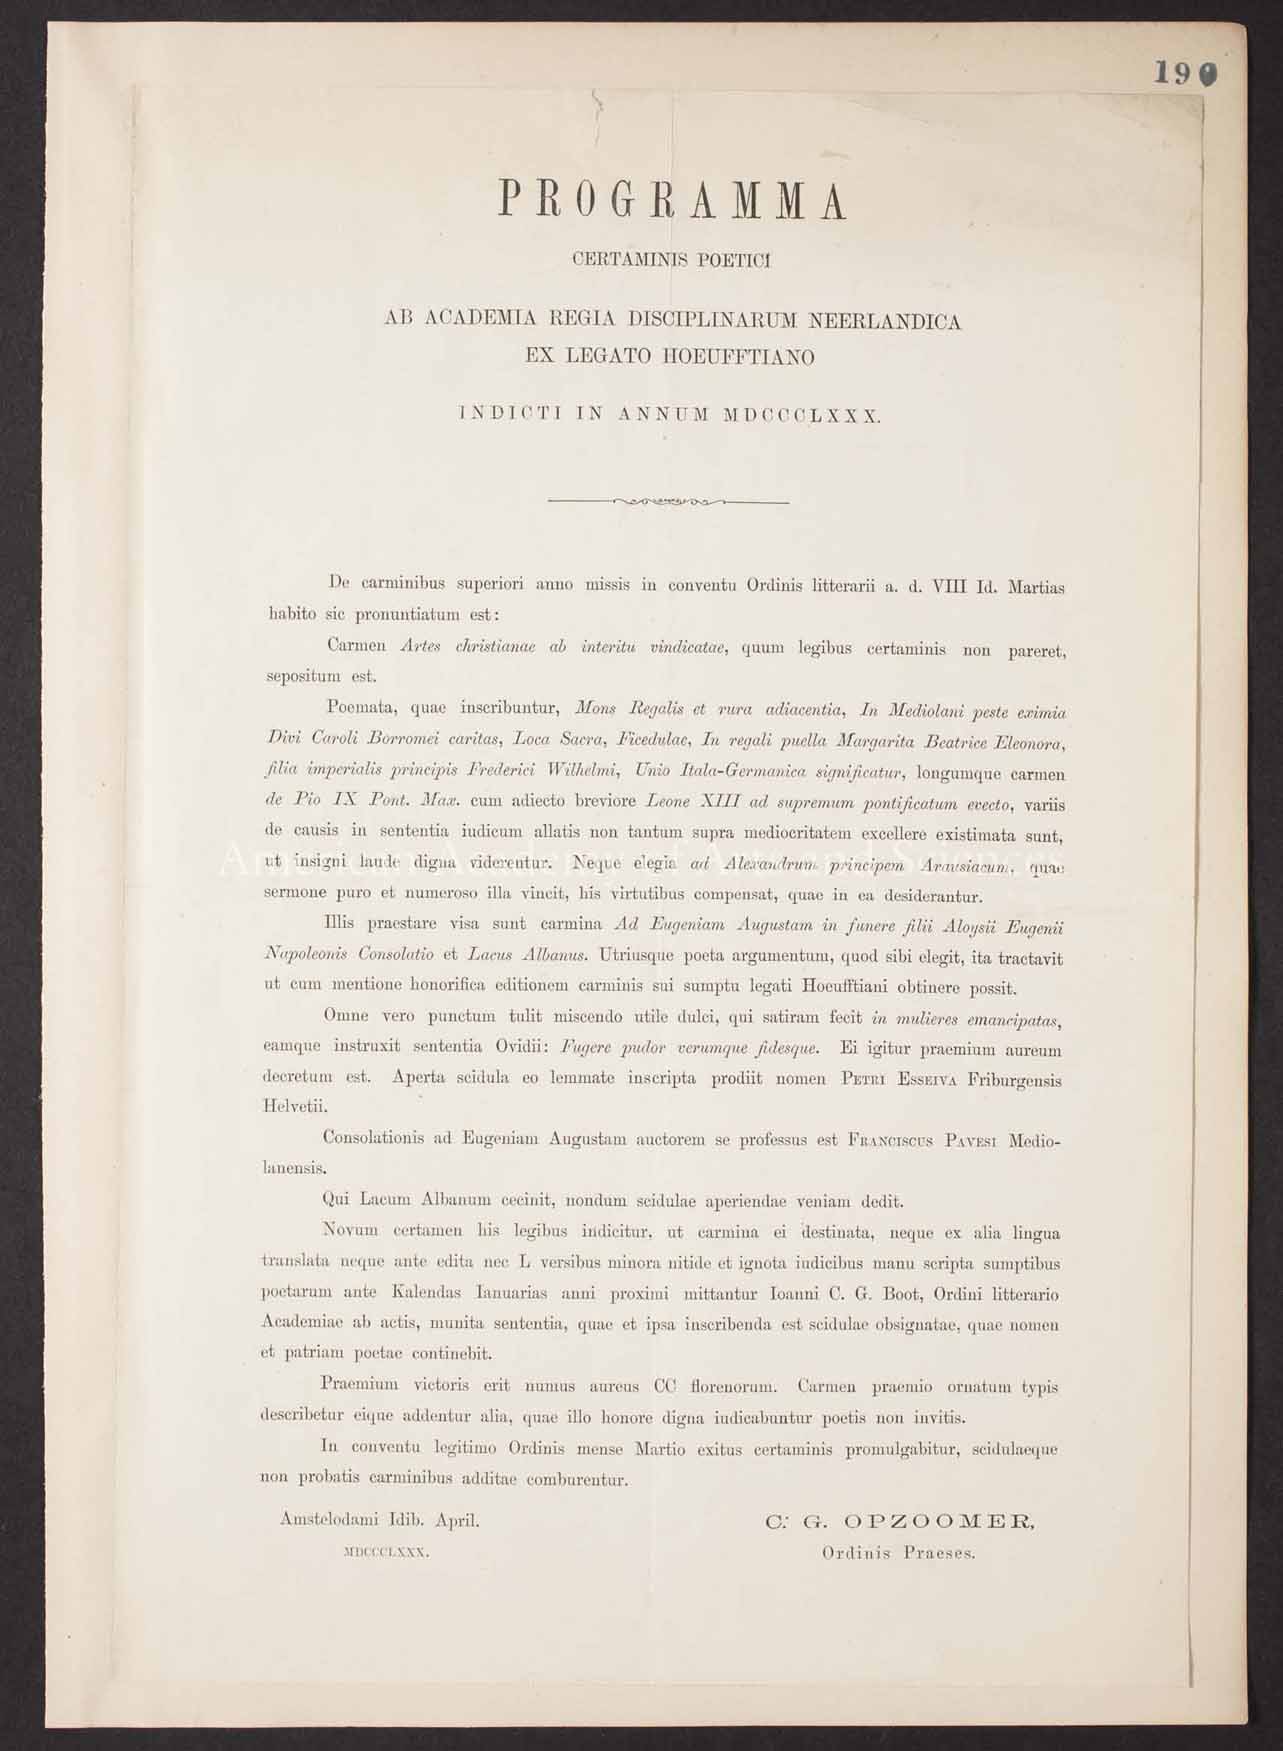 190
PROGRAMMA
CERTAMINIS POETICI
AB ACADEMIA REGIA DISCIPLINARUM NEERLANDICA
EX LEGATO HOEUFFTIANO
INDICTI IN ANNUM MDCCCLXXX.
De carminibus superiori anno missis in conventu Ordinis litterarii a. d. VIII Id. Martias
habito sic pronuntiatum est:
Carmen Artes christianae ab interitu vindicatae, quum legibus certaminis non pareret,
sepositum est.
Poemata, quae inscribuntur, Mons Regalis et rura adiacentia, In Mediolani peste eximia
Divi Caroli Borromei caritas, Loca Sacra, Ficedulae, In regali puella Margarita Beatrice Eleonora,
filia imperialis principis Frederici Wilhelmi, Unio Itala-Germanica significatur, longumque carmen
de Pio IX Pont. Max. cum adiecto breviore Leone XIII ad supremum pontificatum evecto, variis
de causis in sententia iudicum allatis non tantum supra mediocritatem excellere existimata sunt,
ut insigni laude digna viderentur. Neque elegia ad Alexandrum principem Arausiacum, quae
American Academy of Arts and Sciences
sermone puro et numeroso illa vincit, his virtutibus compensat, quae in ea desiderantur.
Illis praestare visa sunt carmina Ad Eugeniam Augustam in funere filii Aloysii Eugenii
Napoleonis Consolatio et Lacus Albanus. Utriusque poeta argumentum, quod sibi elegit, ita tractavit
ut cum mentione honorifica editionem carminis sui sumptu legati Hoeufftiani obtinere possit.
Omne vero punctum tulit miscendo utile dulci, qui satiram fecit in mulieres emancipatas,
eamque instruxit sententia Ovidii: Fugere pudor verumque fidesque. Ei igitur praemium aureum
decretum est. Aperta scidula eo lemmate inscripta prodiit nomen PETRI ESSEIVA Friburgensis
Helvetii.
Consolationis ad Eugeniam Augustam auctorem se professus est FRANCISCUS PAVESI Medio-
lanensis.
Qui Lacum Albanum cecinit, nondum scidulae aperiendae veniam dedit.
Novum certamen his legibus indicitur, ut carmina ei destinata, neque ex alia lingua
translata neque ante edita nec L versibus minora nitide et ignota iudicibus manu scripta sumptibus
poetarum ante Kalendas Ianuarias anni proximi mittantur Ioanni C. G. Boot, Ordini litterario
Academiae ab actis, munita sententia, quae et ipsa inscribenda est scidulae obsignatae, quae nomen
et patriam poetae continebit.
Praemium victoris erit numus aureus CC florenorum. Carmen praemio ornatum typis
describetur eique addentur alia, quae illo honore digna iudicabuntur poetis non invitis.
In conventu legitimo Ordinis mense Martio exitus certaminis promulgabitur, scidulaeque
non probatis carminibus additae comburentur.
Amstelodami Idib. April.
MDCCCLXXX.
C. G. OPZOOMER,
Ordinis Praeses.